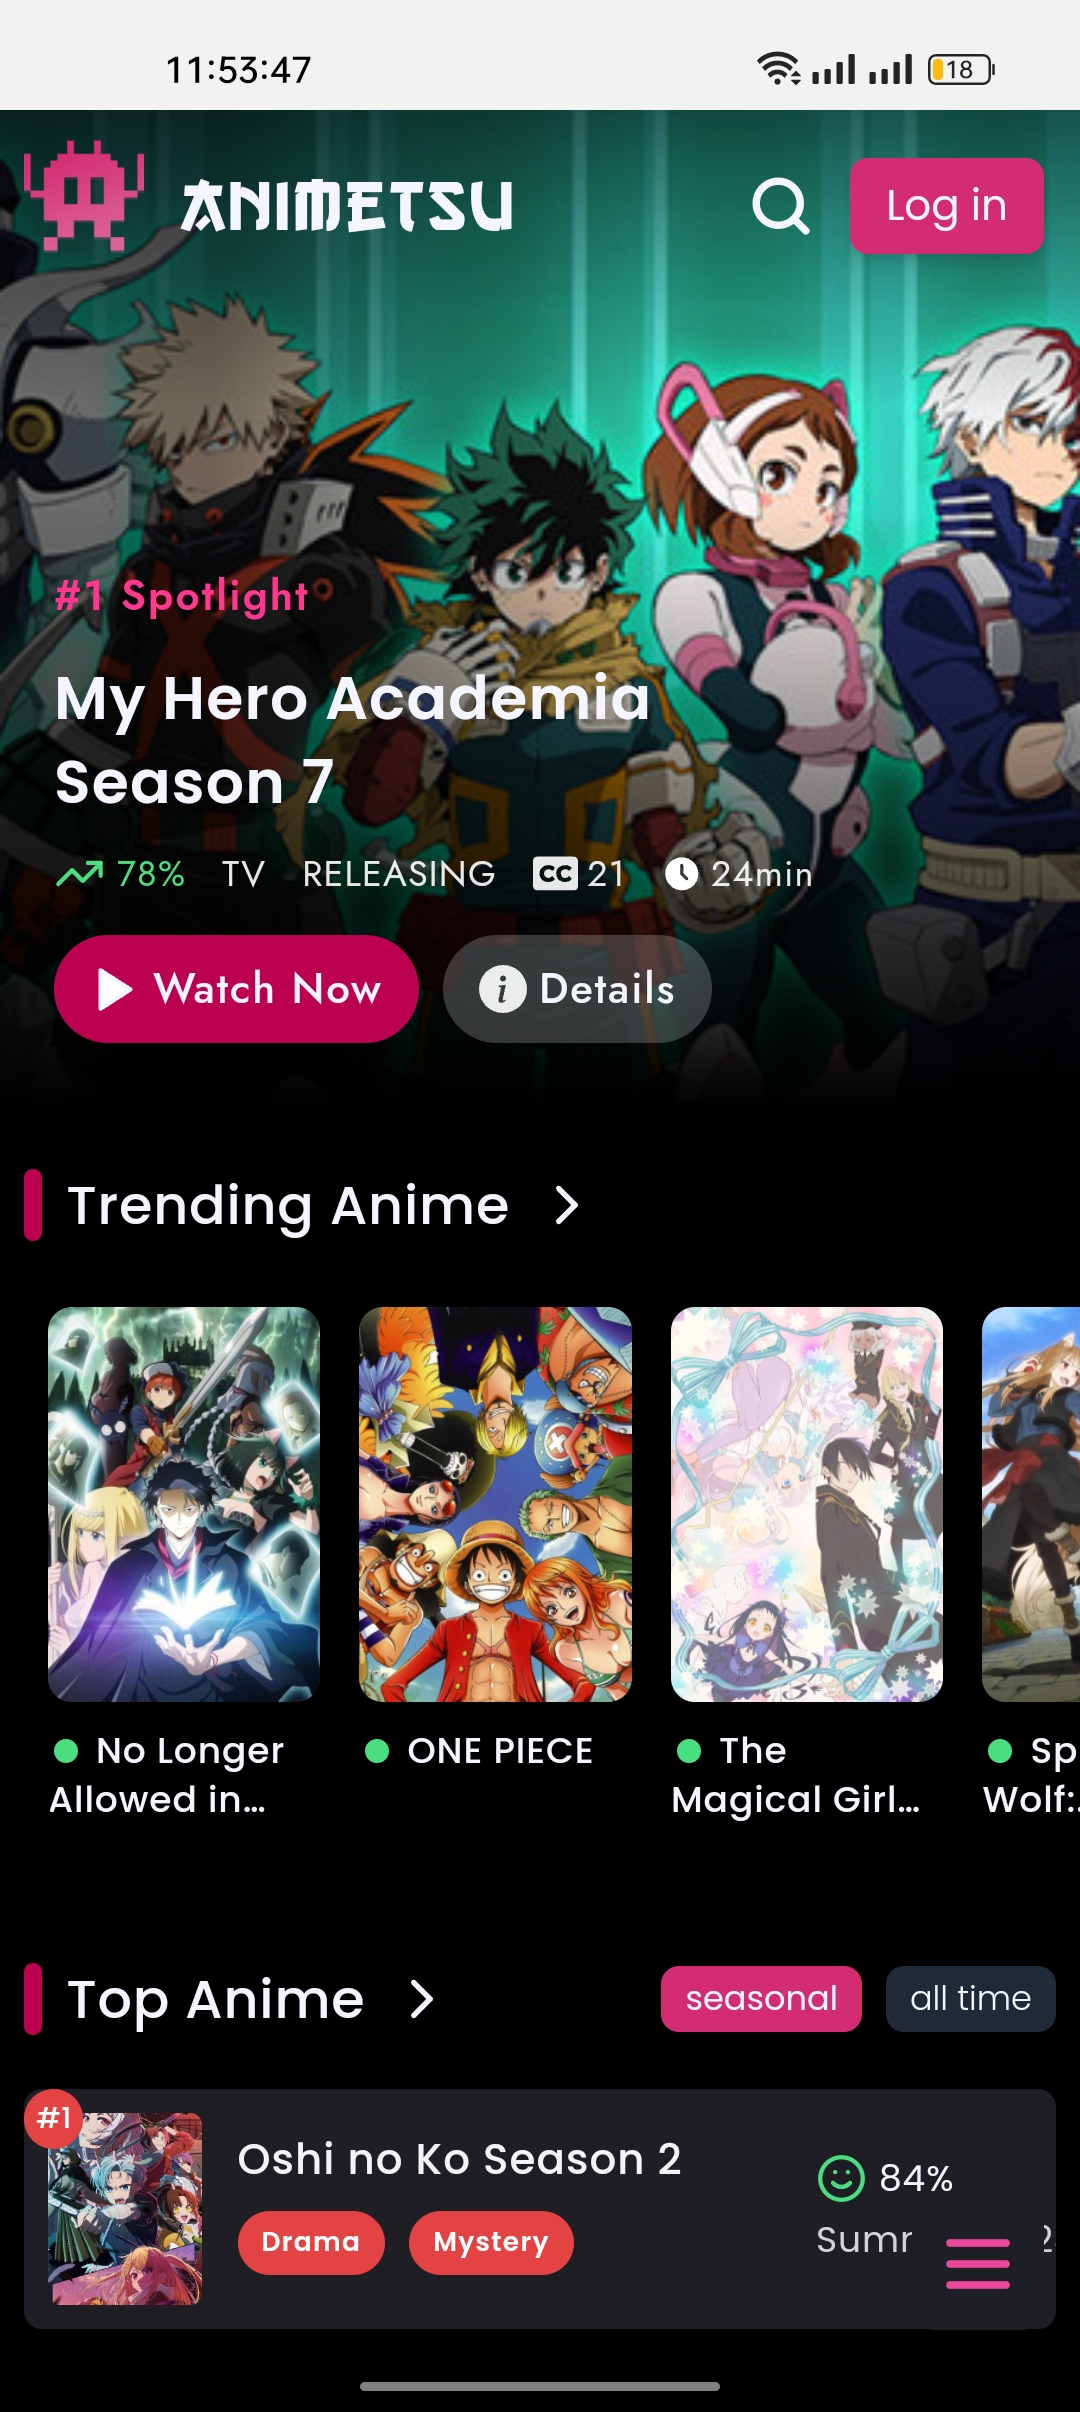 11:53:47
18
ANIMETSU
Log in
#1 Spotlight
My Hero Academia
Season 7
78% TV RELEASING CC 21 24min
Watch Now
Details
Trending Anime
No Longer
Allowed in...
ONE PIECE
The
Magical Girl...
Sp
Wolf:.
Top Anime
seasonal
all time
#1
Oshi no Ko Season 2
84%
Drama
Mystery
Sumr